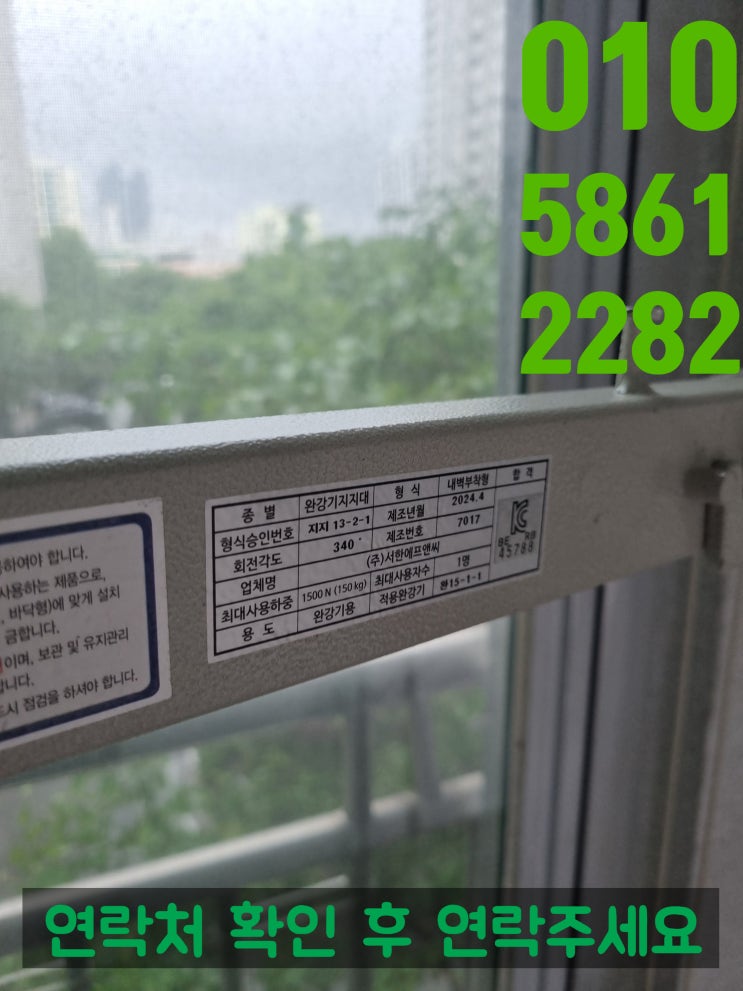 010
5861
2282
종 별 완강기지지대 형 식 내벽부착형 합 격
형식승인번호 지지 13-2-1 제조년월 2024.4
회전각도 340° 제조번호 7017
업체명 (주)서한에프앤씨
최대사용하중 1500 N (150 kg) 최대사용자수 1명
용 도 완강기용 적용완강기 완15-1-1
KC
BE RB
45788
하여야 합니다.
사용하는 제품으로,
바닥형)에 맞게 설치
금합니다.
이며, 보관 및 유지관리
니다.
시 점검을 하셔야 합니다.
연락처 확인 후 연락주세요